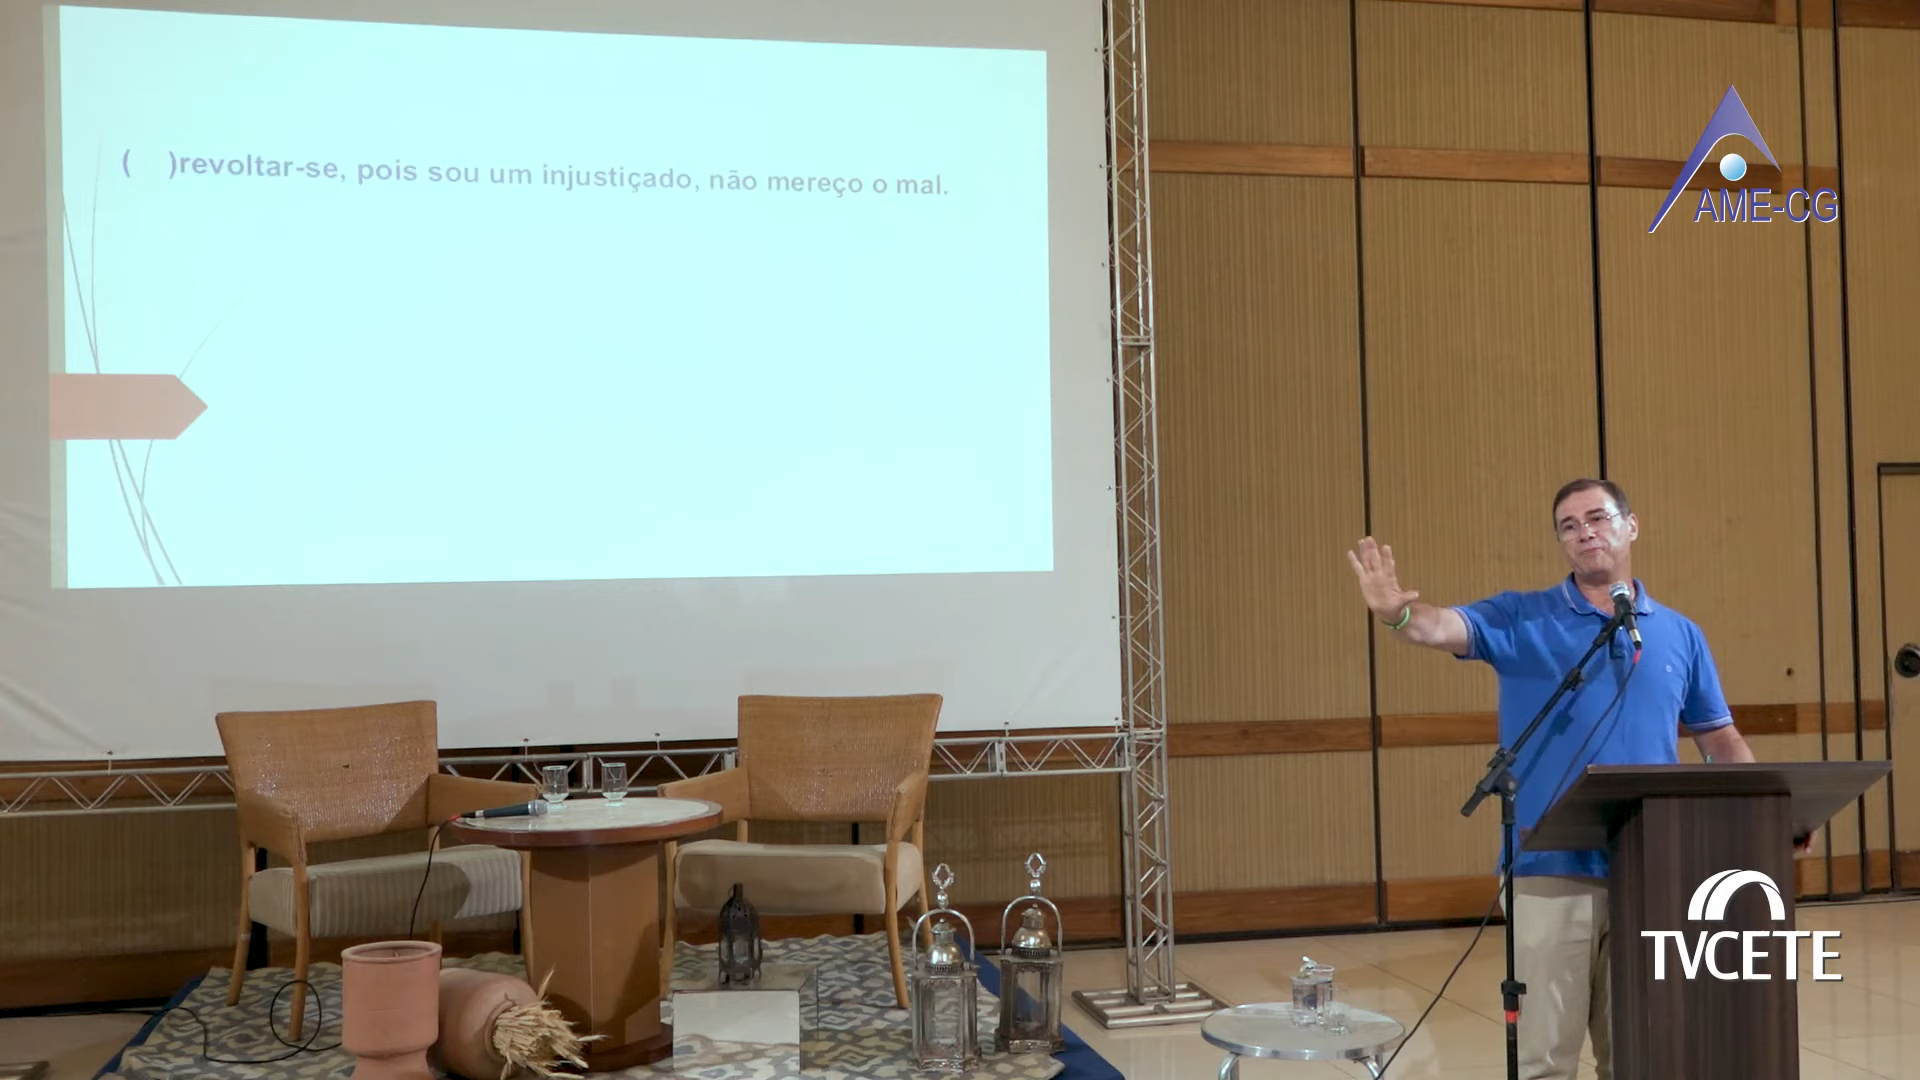 (    )revoltar-se, pois sou um injustiçado, não mereço o mal.
AME-CG
TVCETE